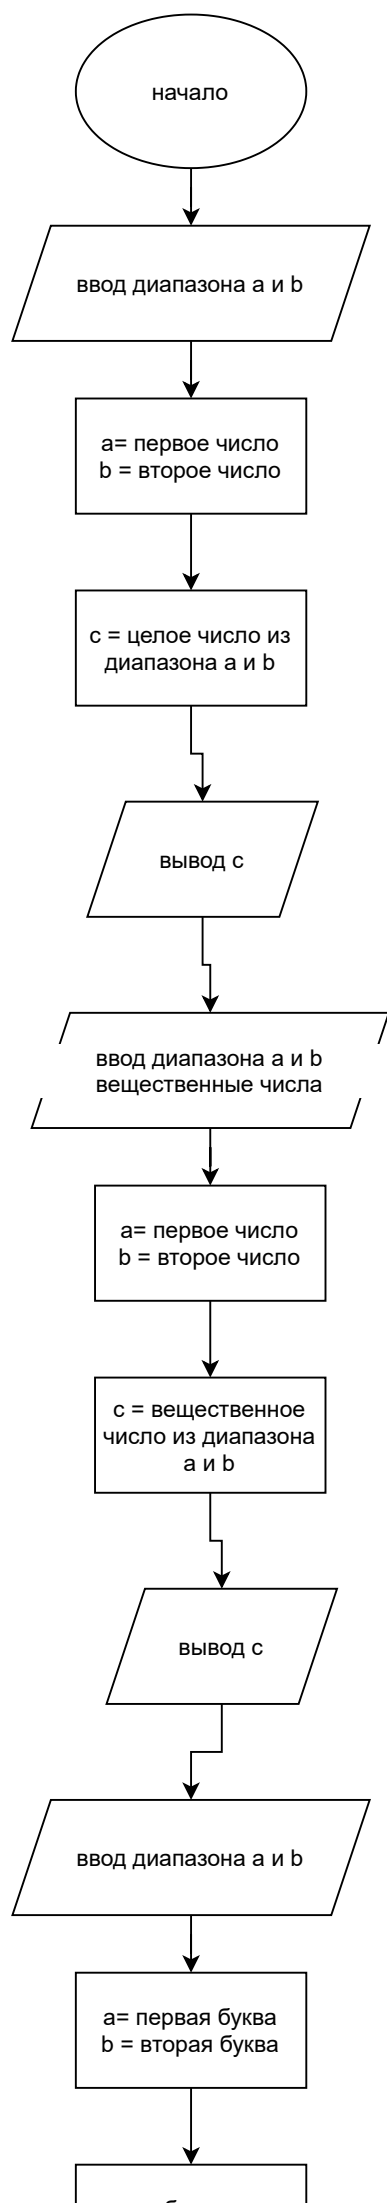 начало
ввод диапазона a и b
a= первое число
b = второе число
c = целое число из
диапазона a и b
вывод c
ввод диапазона a и b
вещественные числа
a= первое число
b = второе число
c = вещественное
число из диапазона
a и b
вывод c
ввод диапазона a и b
a= первая буква
b = вторая буква